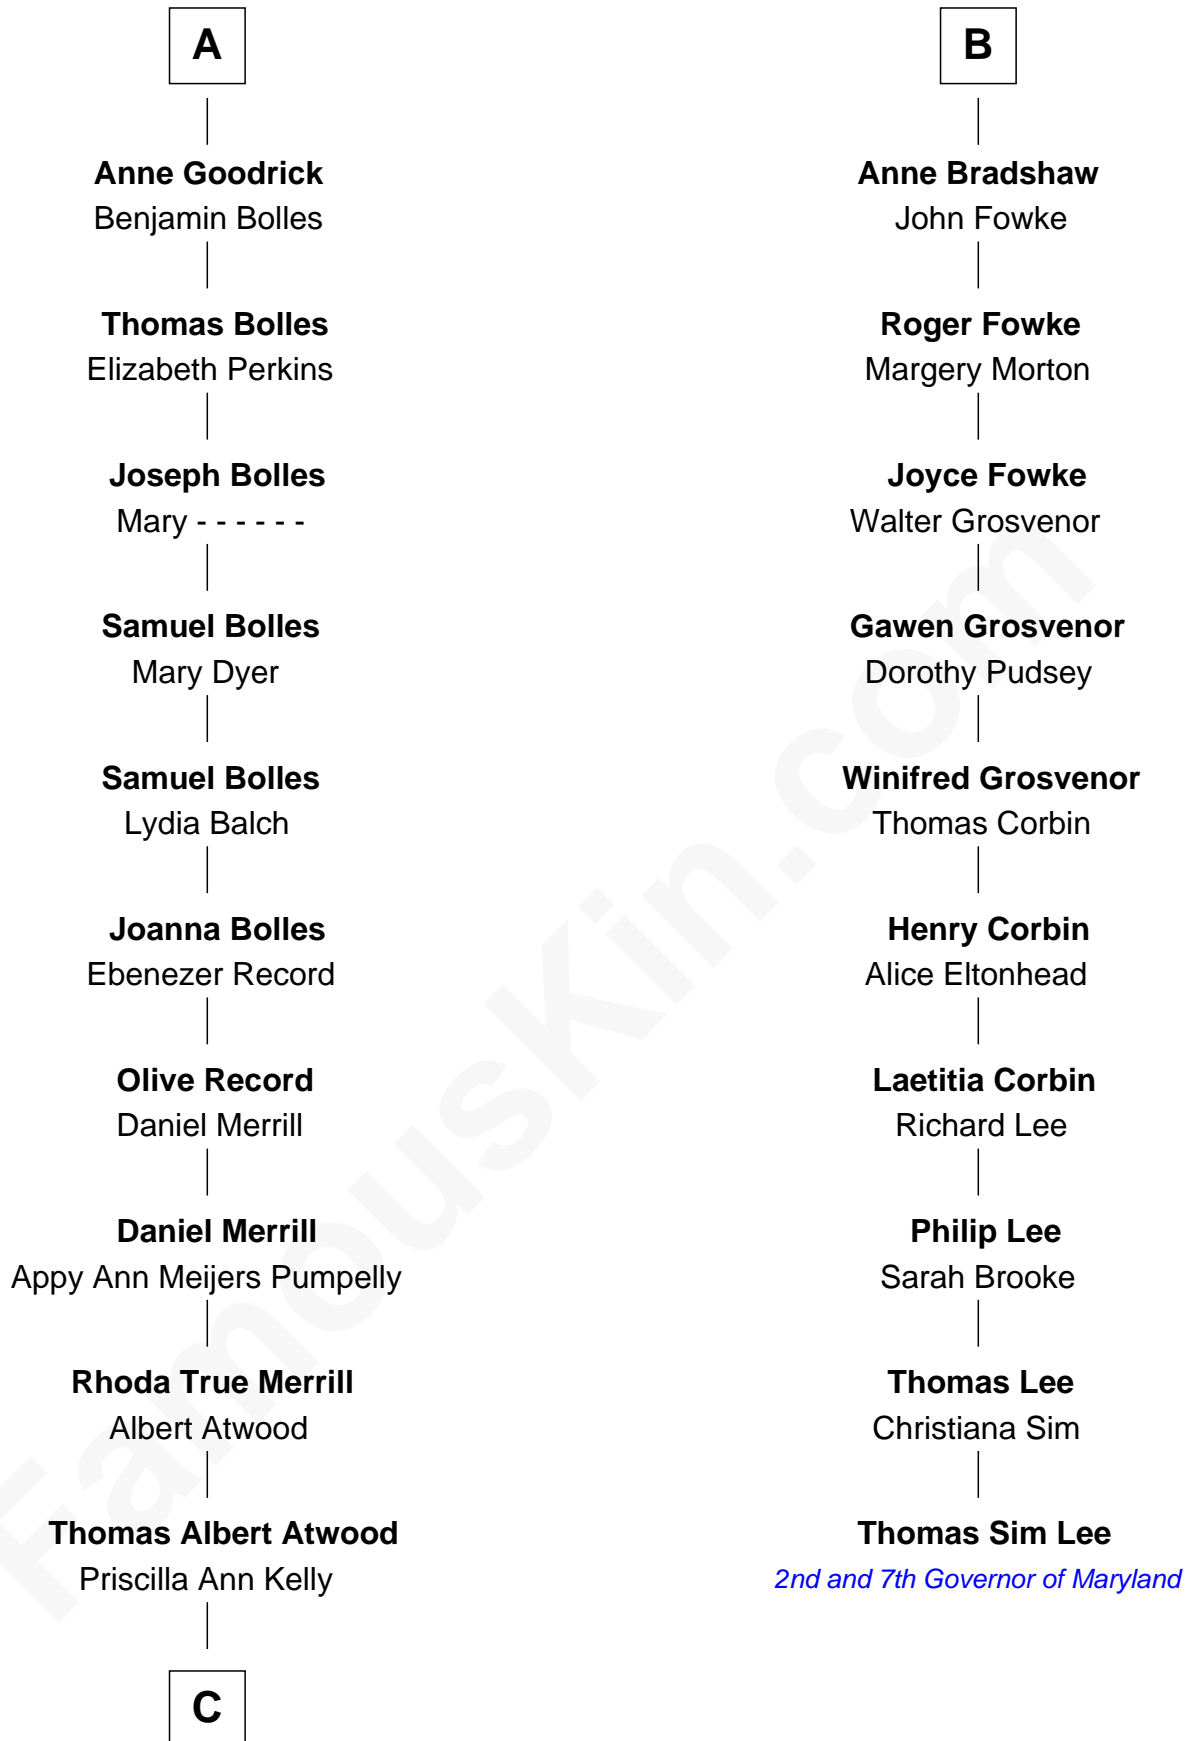 A
Anne Goodrick
Benjamin Bolles
Thomas Bolles
Elizabeth Perkins
Joseph Bolles
Mary - - - - - -
Samuel Bolles
Mary Dyer
Samuel Bolles
Lydia Balch
Joanna Bolles
Ebenezer Record
Olive Record
Daniel Merrill
Daniel Merrill
Appy Ann Meijers Pumpelly
Rhoda True Merrill
Albert Atwood
Thomas Albert Atwood
Priscilla Ann Kelly
C
B
Anne Bradshaw
John Fowke
Roger Fowke
Margery Morton
Joyce Fowke
Walter Grosvenor
Gawen Grosvenor
Dorothy Pudsey
Winifred Grosvenor
Thomas Corbin
Henry Corbin
Alice Eltonhead
Laetitia Corbin
Richard Lee
Philip Lee
Sarah Brooke
Thomas Lee
Christiana Sim
Thomas Sim Lee
2nd and 7th Governor of Maryland
FamousKin.com